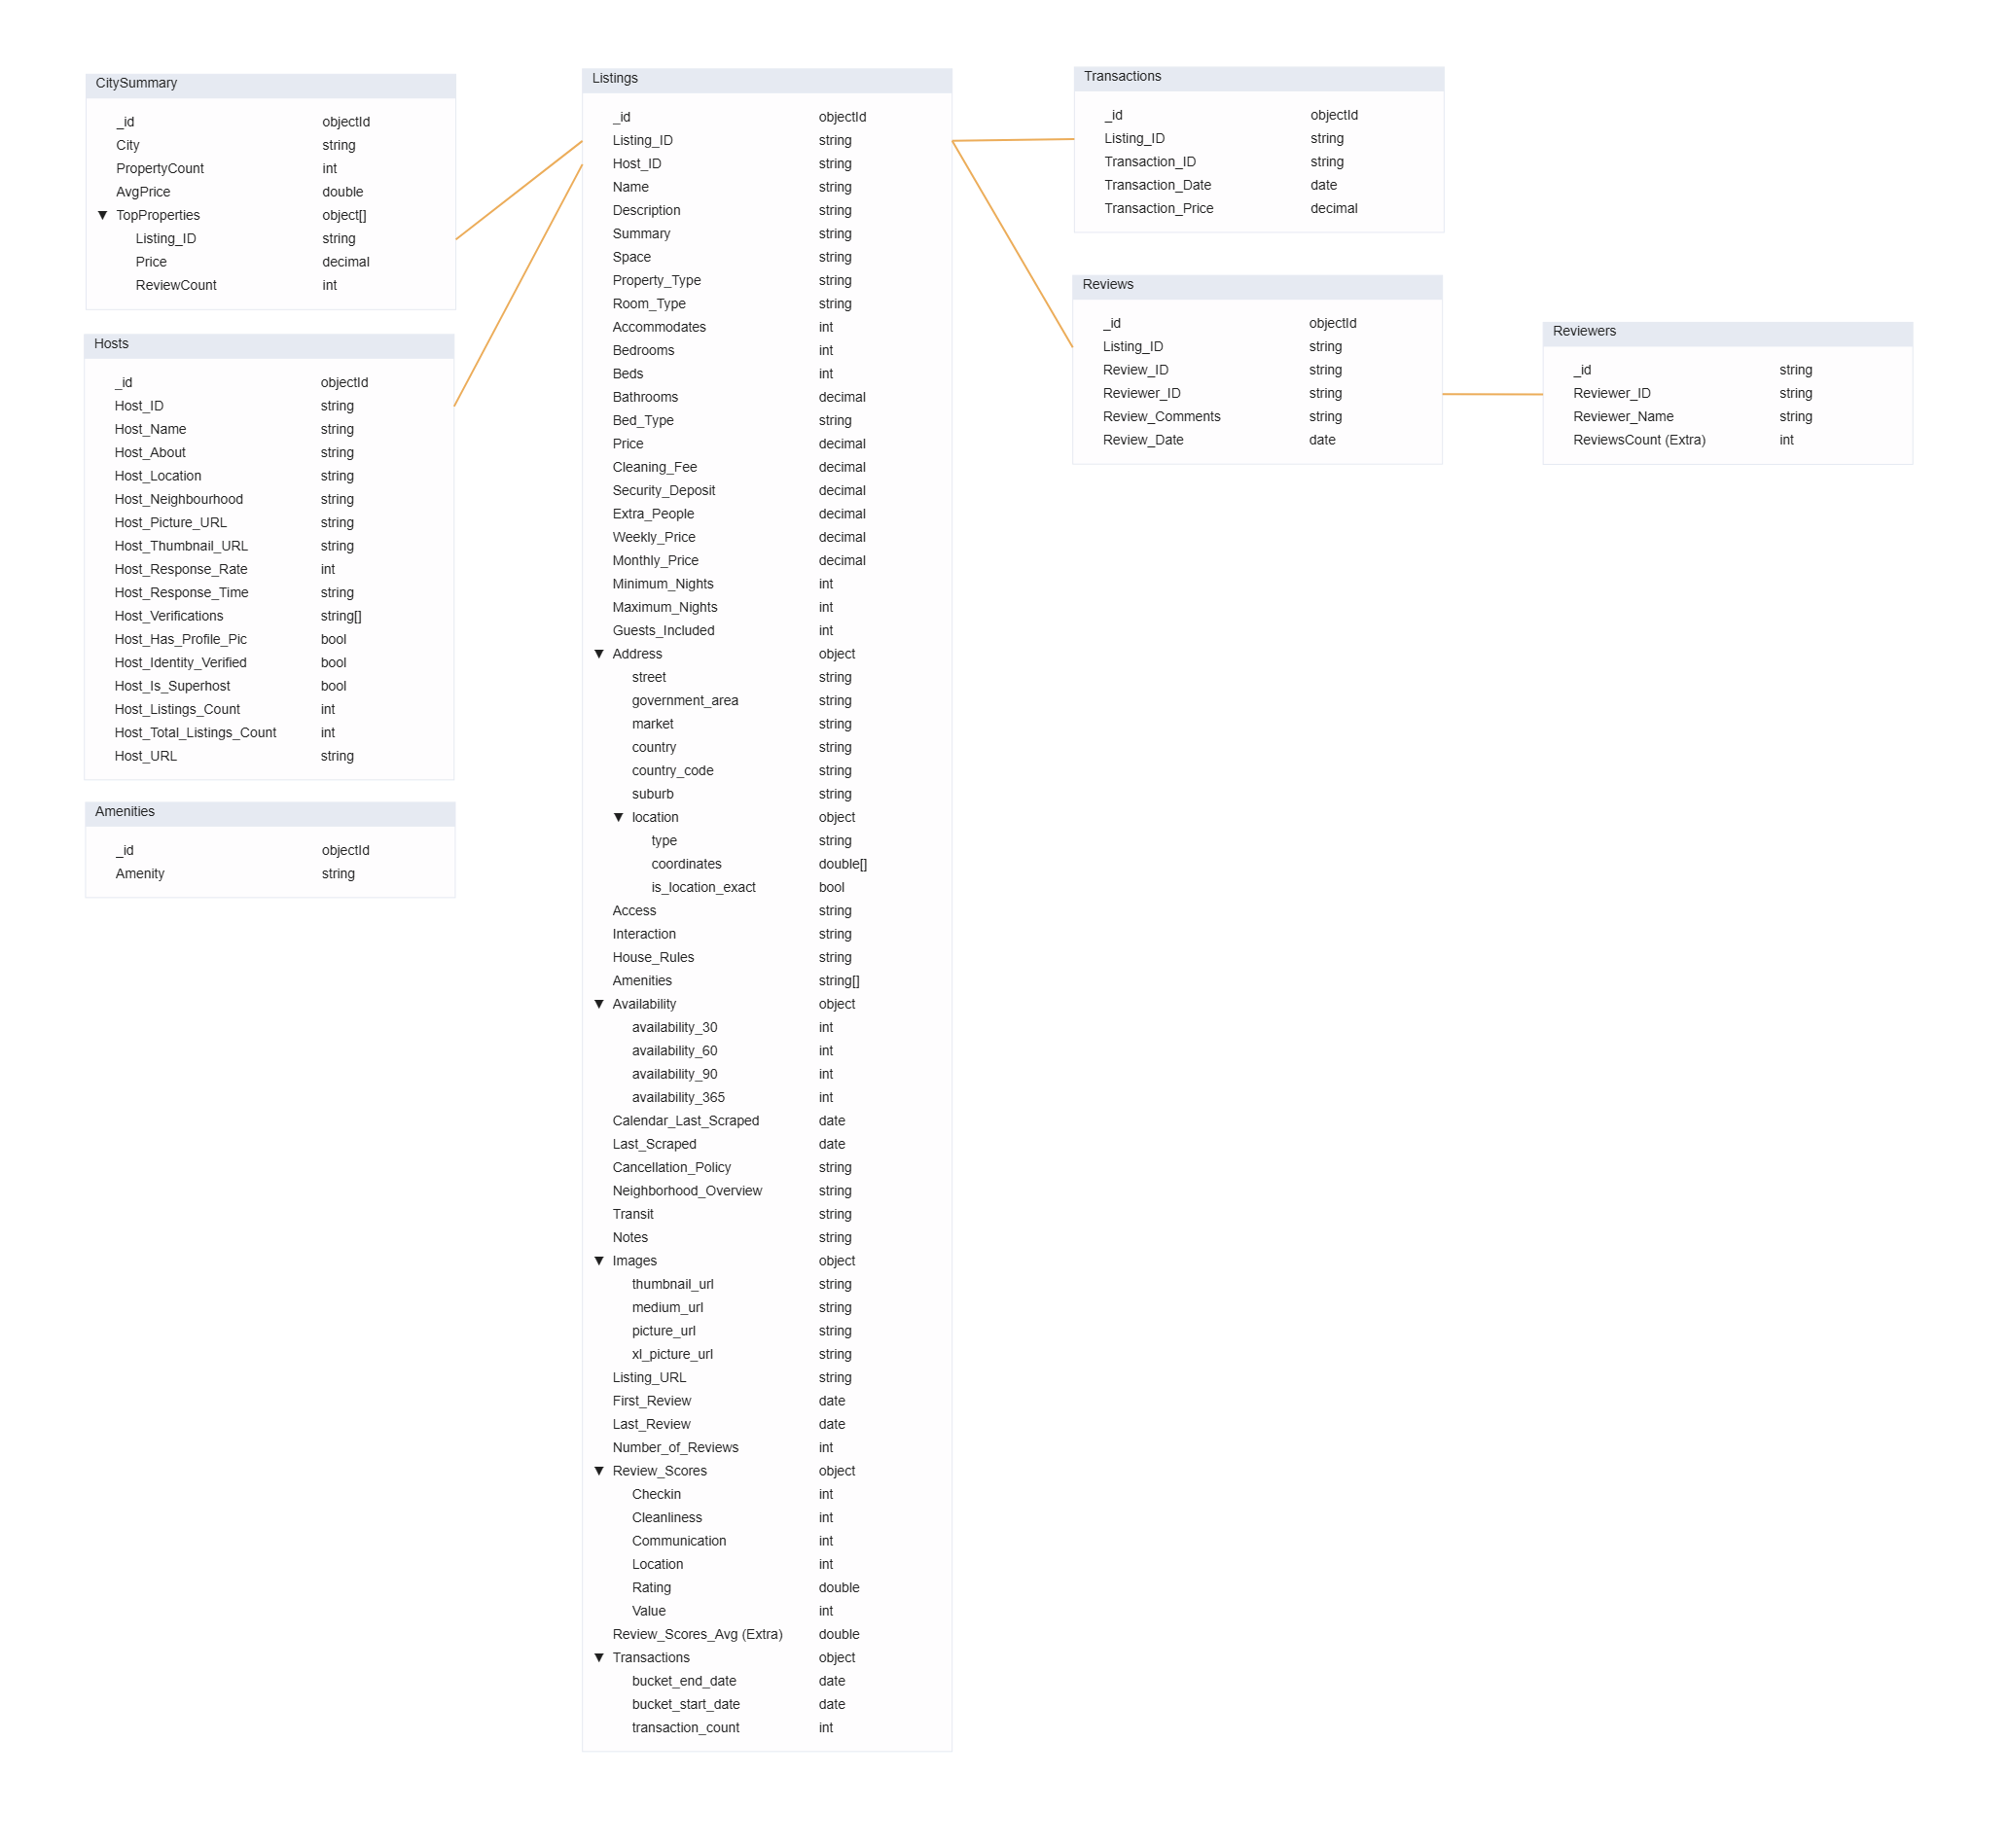 CitySummary
_id objectId
City string
PropertyCount int
AvgPrice double
▼ TopProperties object[]
Listing_ID string
Price decimal
ReviewCount int
Hosts
_id objectId
Host_ID string
Host_Name string
Host_About string
Host_Location string
Host_Neighbourhood string
Host_Picture_URL string
Host_Thumbnail_URL string
Host_Response_Rate int
Host_Response_Time string
Host_Verifications string[]
Host_Has_Profile_Pic bool
Host_Identity_Verified bool
Host_Is_Superhost bool
Host_Listings_Count int
Host_Total_Listings_Count int
Host_URL string
Amenities
_id objectId
Amenity string
Listings
_id objectId
Listing_ID string
Host_ID string
Name string
Description string
Summary string
Space string
Property_Type string
Room_Type string
Accommodates int
Bedrooms int
Beds int
Bathrooms decimal
Bed_Type string
Price decimal
Cleaning_Fee decimal
Security_Deposit decimal
Extra_People decimal
Weekly_Price decimal
Monthly_Price decimal
Minimum_Nights int
Maximum_Nights int
Guests_Included int
▼ Address object
street string
government_area string
market string
country string
country_code string
suburb string
▼ location object
type string
coordinates double[]
is_location_exact bool
Access string
Interaction string
House_Rules string
Amenities string[]
▼ Availability object
availability_30 int
availability_60 int
availability_90 int
availability_365 int
Calendar_Last_Scraped date
Last_Scraped date
Cancellation_Policy string
Neighborhood_Overview string
Transit string
Notes string
▼ Images object
thumbnail_url string
medium_url string
picture_url string
xl_picture_url string
Listing_URL string
First_Review date
Last_Review date
Number_of_Reviews int
▼ Review_Scores object
Checkin int
Cleanliness int
Communication int
Location int
Rating double
Value int
Review_Scores_Avg (Extra) double
▼ Transactions object
bucket_end_date date
bucket_start_date date
transaction_count int
Transactions
_id objectId
Listing_ID string
Transaction_ID string
Transaction_Date date
Transaction_Price decimal
Reviews
_id objectId
Listing_ID string
Review_ID string
Reviewer_ID string
Review_Comments string
Review_Date date
Reviewers
_id string
Reviewer_ID string
Reviewer_Name string
ReviewsCount (Extra) int